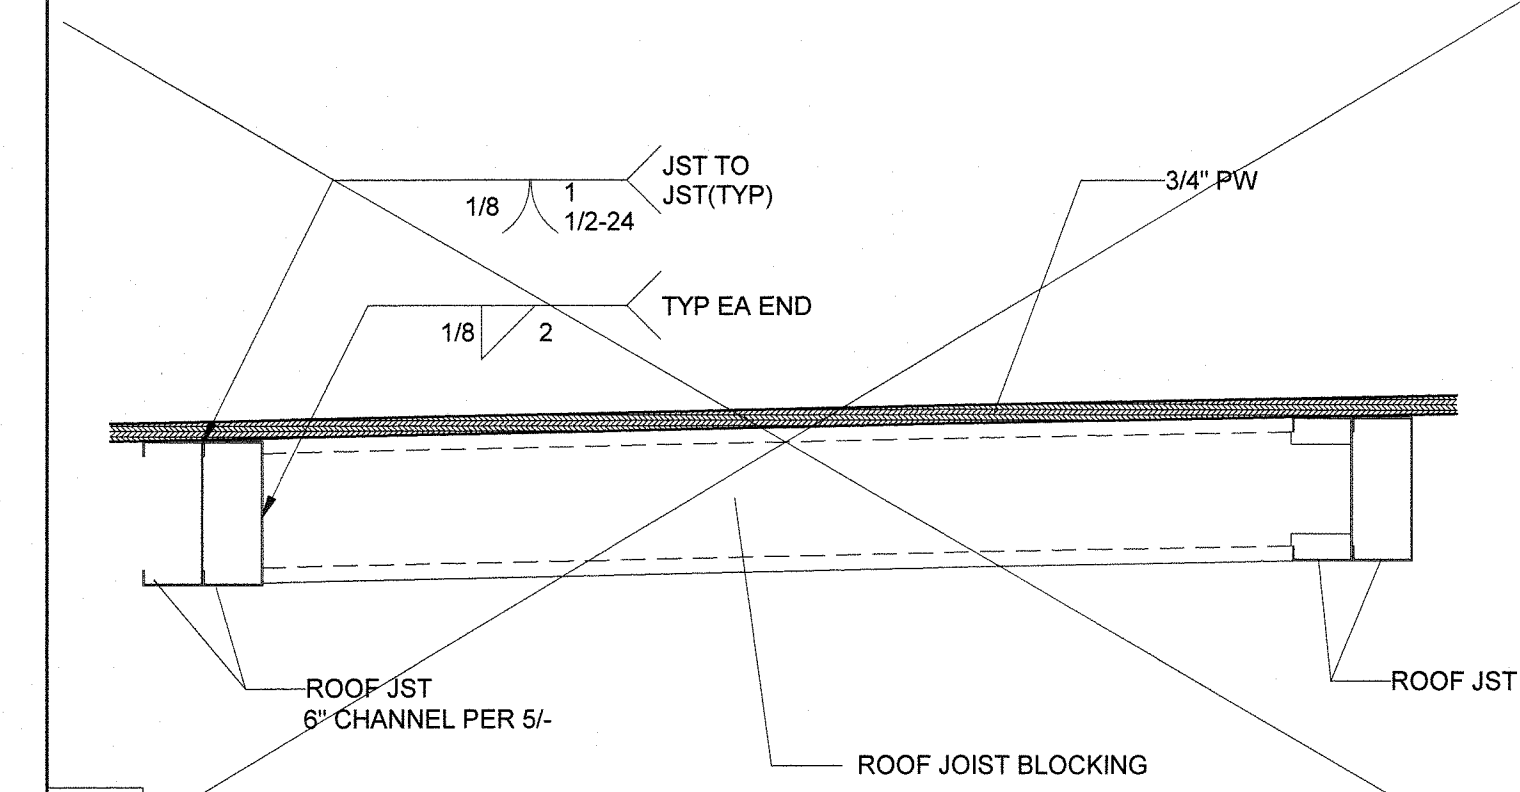 JST TO
JST(TYP)
1/8
1
1/2-24
3/4" PW
TYP EA END
1/8
2
ROOF JST
6" CHANNEL PER 5/-
ROOF JST
ROOF JOIST BLOCKING